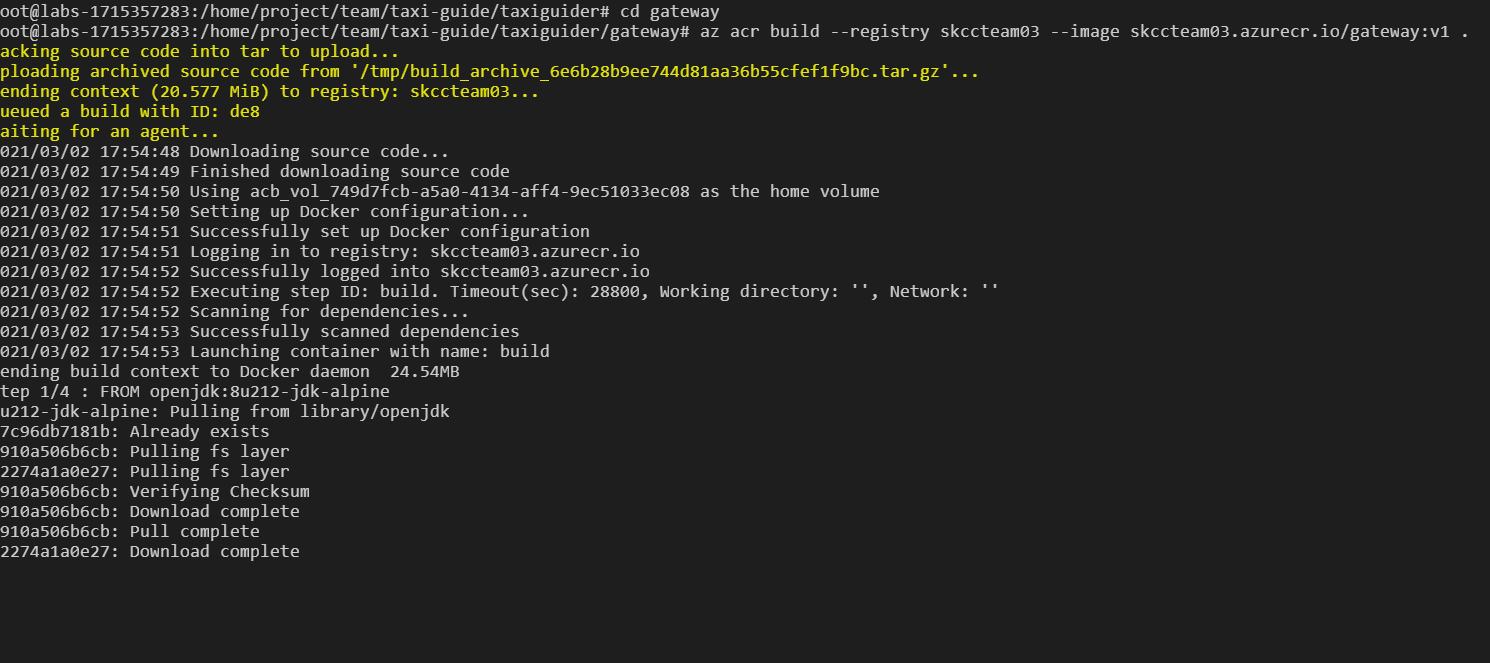 oot@labs-1715357283:/home/project/team/taxi-guide/taxiguider# cd gateway
oot@labs-1715357283:/home/project/team/taxi-guide/taxiguider/gateway# az acr build --registry skccteam03 --image skccteam03.azurecr.io/gateway:v1 .
acking source code into tar to upload...
ploading archived source code from '/tmp/build_archive_6e6b28b9ee744d81aa36b55cfef1f9bc.tar.gz'...
ending context (20.577 MiB) to registry: skccteam03...
ueued a build with ID: de8
aiting for an agent...
021/03/02 17:54:48 Downloading source code...
021/03/02 17:54:49 Finished downloading source code
021/03/02 17:54:50 Using acb_vol_749d7fcb-a5a0-4134-aff4-9ec51033ec08 as the home volume
021/03/02 17:54:50 Setting up Docker configuration...
021/03/02 17:54:51 Successfully set up Docker configuration
021/03/02 17:54:51 Logging in to registry: skccteam03.azurecr.io
021/03/02 17:54:52 Successfully logged into skccteam03.azurecr.io
021/03/02 17:54:52 Executing step ID: build. Timeout(sec): 28800, Working directory: '', Network: ''
021/03/02 17:54:52 Scanning for dependencies...
021/03/02 17:54:53 Successfully scanned dependencies
021/03/02 17:54:53 Launching container with name: build
ending build context to Docker daemon  24.54MB
tep 1/4 : FROM openjdk:8u212-jdk-alpine
u212-jdk-alpine: Pulling from library/openjdk
7c96db7181b: Already exists
910a506b6cb: Pulling fs layer
2274a1a0e27: Pulling fs layer
910a506b6cb: Verifying Checksum
910a506b6cb: Download complete
910a506b6cb: Pull complete
2274a1a0e27: Download complete